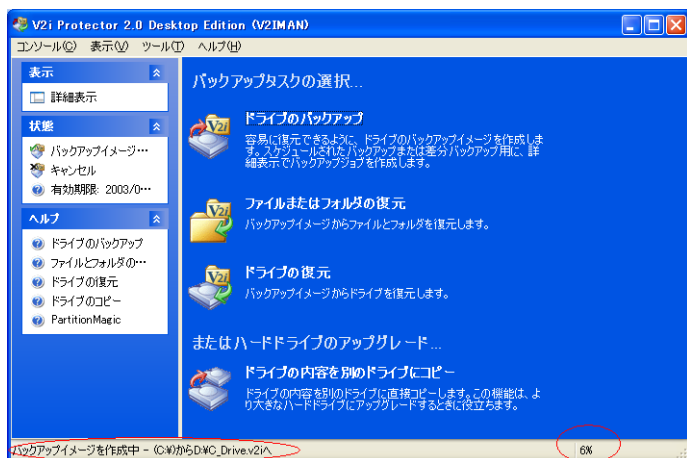 V2i Protector 2.0 Desktop Edition (V2IMAN)
コンソール(C) 表示(V) ツール(T) ヘルプ(H)
表示
詳細表示
状態
バックアップイメージ…
キャンセル
有効期限: 2003/0…
ヘルプ
ドライブのバックアップ
ファイルとフォルダの…
ドライブの復元
ドライブのコピー
PartitionMagic
バックアップタスクの選択...
V2i
ドライブのバックアップ
容易に復元できるように、ドライブのバックアップイメージを作成しま
す。スケジュールされたバックアップまたは差分バックアップ用に、詳
細表示でバックアップジョブを作成します。
V2i
ファイルまたはフォルダの復元
バックアップイメージからファイルとフォルダを復元します。
V2i
ドライブの復元
バックアップイメージからドライブを復元します。
またはハードドライブのアップグレード...
ドライブの内容を別のドライブにコピー
ドライブの内容を別のドライブに直接コピーします。この機能は、よ
り大きなハードドライブにアップグレードするときに役立ちます。
バックアップイメージを作成中 - (C:¥)からD:¥C_Drive.v2iへ
6%